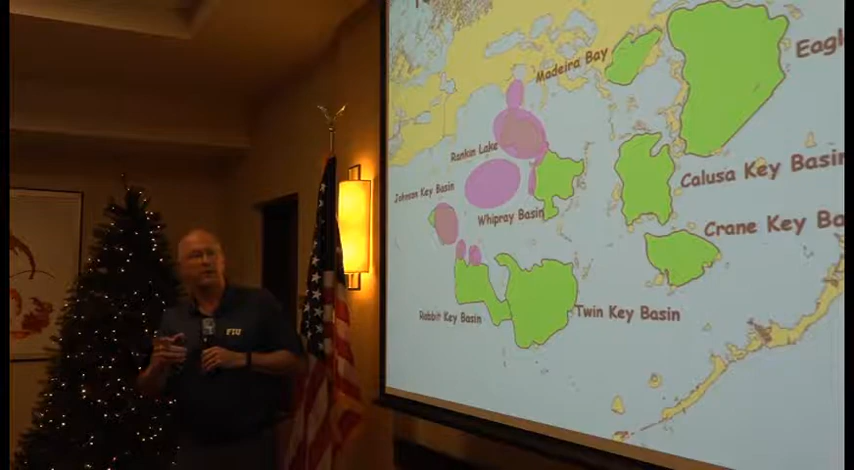 Madeira Bay
Eagle
Rankin Lake
Calusa Key Basin
Johnson Key Basin
Whipray Basin
Crane Key Ba
Rabbit Key Basin
Twin Key Basin
FIU